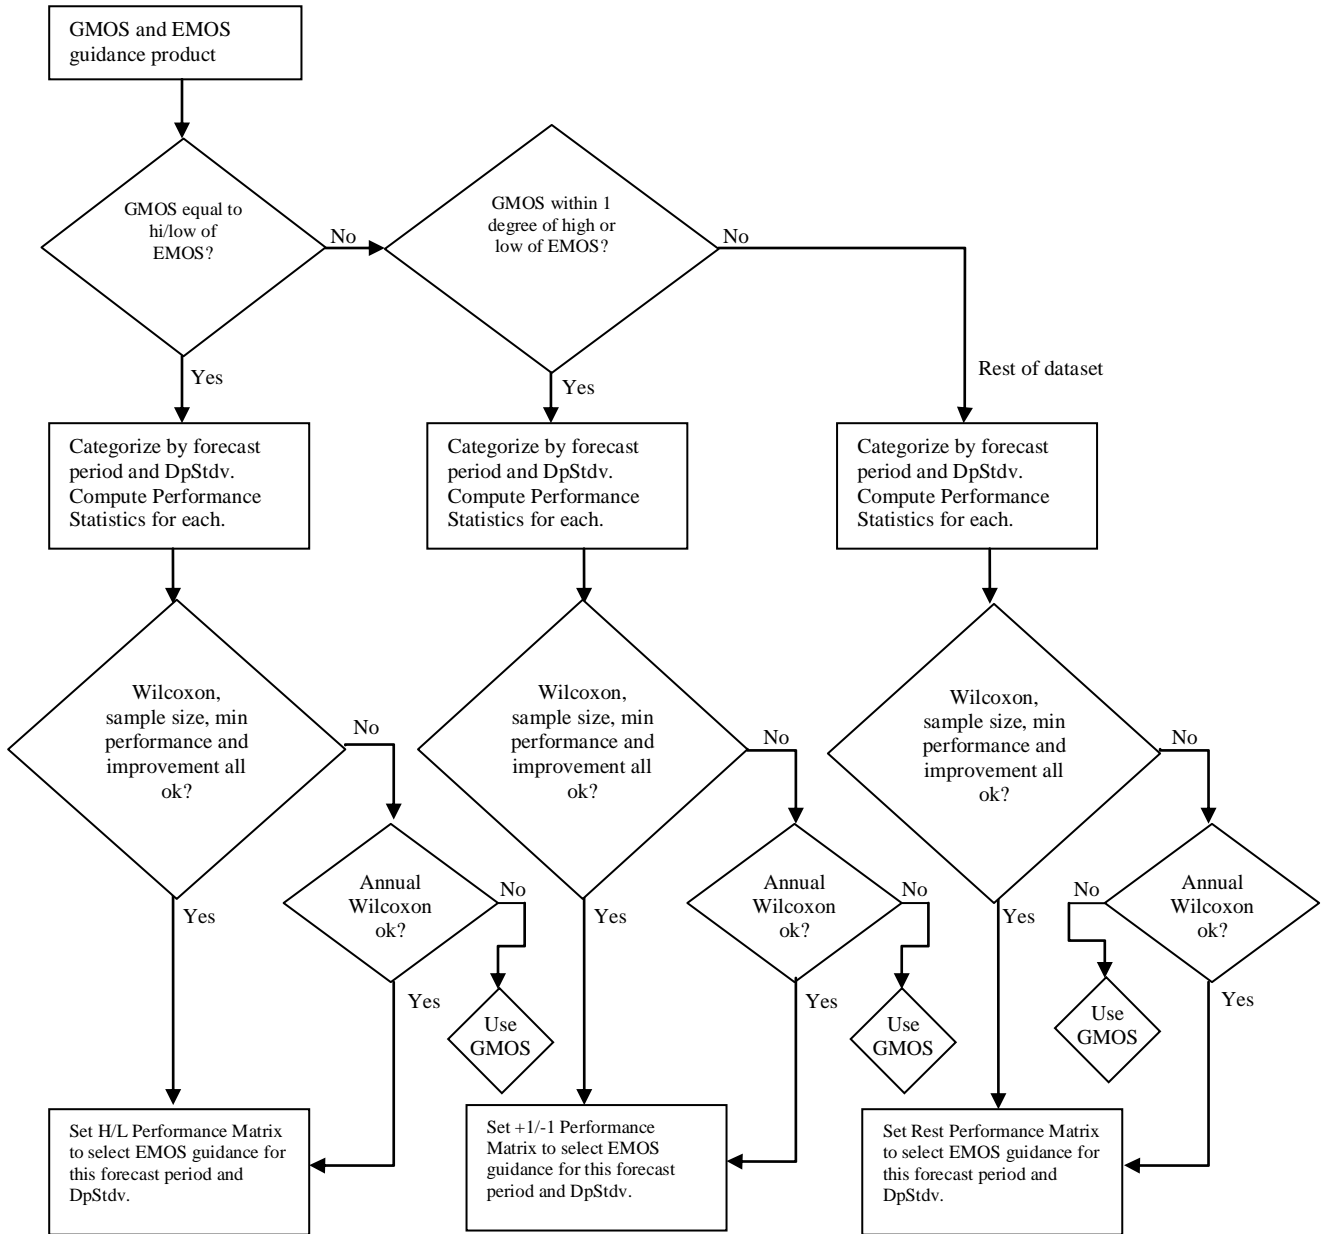 GMOS and EMOS
guidance product
GMOS equal to
hi/low of
EMOS?
No
GMOS within 1
degree of high or
low of EMOS?
No
Yes
Yes
Rest of dataset
Categorize by forecast
period and DpStdv.
Compute Performance
Statistics for each.
Categorize by forecast
period and DpStdv.
Compute Performance
Statistics for each.
Categorize by forecast
period and DpStdv.
Compute Performance
Statistics for each.
Wilcoxon,
sample size, min
performance and
improvement all
ok?
No
Wilcoxon,
sample size, min
performance and
improvement all
ok?
No
Wilcoxon,
sample size, min
performance and
improvement all
ok?
No
Yes
Annual
Wilcoxon
ok?
No
Yes
Annual
Wilcoxon
ok?
No
Yes
No
Annual
Wilcoxon
ok?
Yes
Use
GMOS
Yes
Use
GMOS
Use
GMOS
Yes
Set H/L Performance Matrix
to select EMOS guidance for
this forecast period and
DpStdv.
Set +1/-1 Performance
Matrix to select EMOS
guidance for this forecast
period and DpStdv.
Set Rest Performance Matrix
to select EMOS guidance for
this forecast period and
DpStdv.